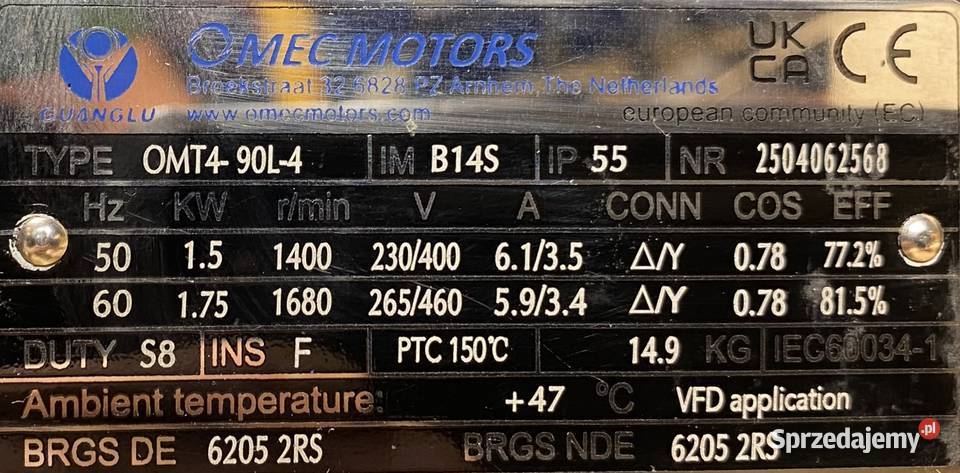 OMEC MOTORS UK CA CE
Broekstraat 32 6828 PZ Arnhem, The Netherlands
GUANGLU www.omecmotors.com european community (EC)
TYPE OMT4-90L-4 IM B14S IP 55 NR 2504062568
Hz KW r/min V A CONN COS EFF
50 1.5 1400 230/400 6.1/3.5 Δ/Y 0.78 77.2%
60 1.75 1680 265/460 5.9/3.4 Δ/Y 0.78 81.5%
DUTY S8 INS F PTC 150℃ 14.9 KG IEC60034-1
Ambient temperature: +47 °C VFD application
BRGS DE 6205 2RS BRGS NDE 6205 2RS
Sprzedajemy.pl